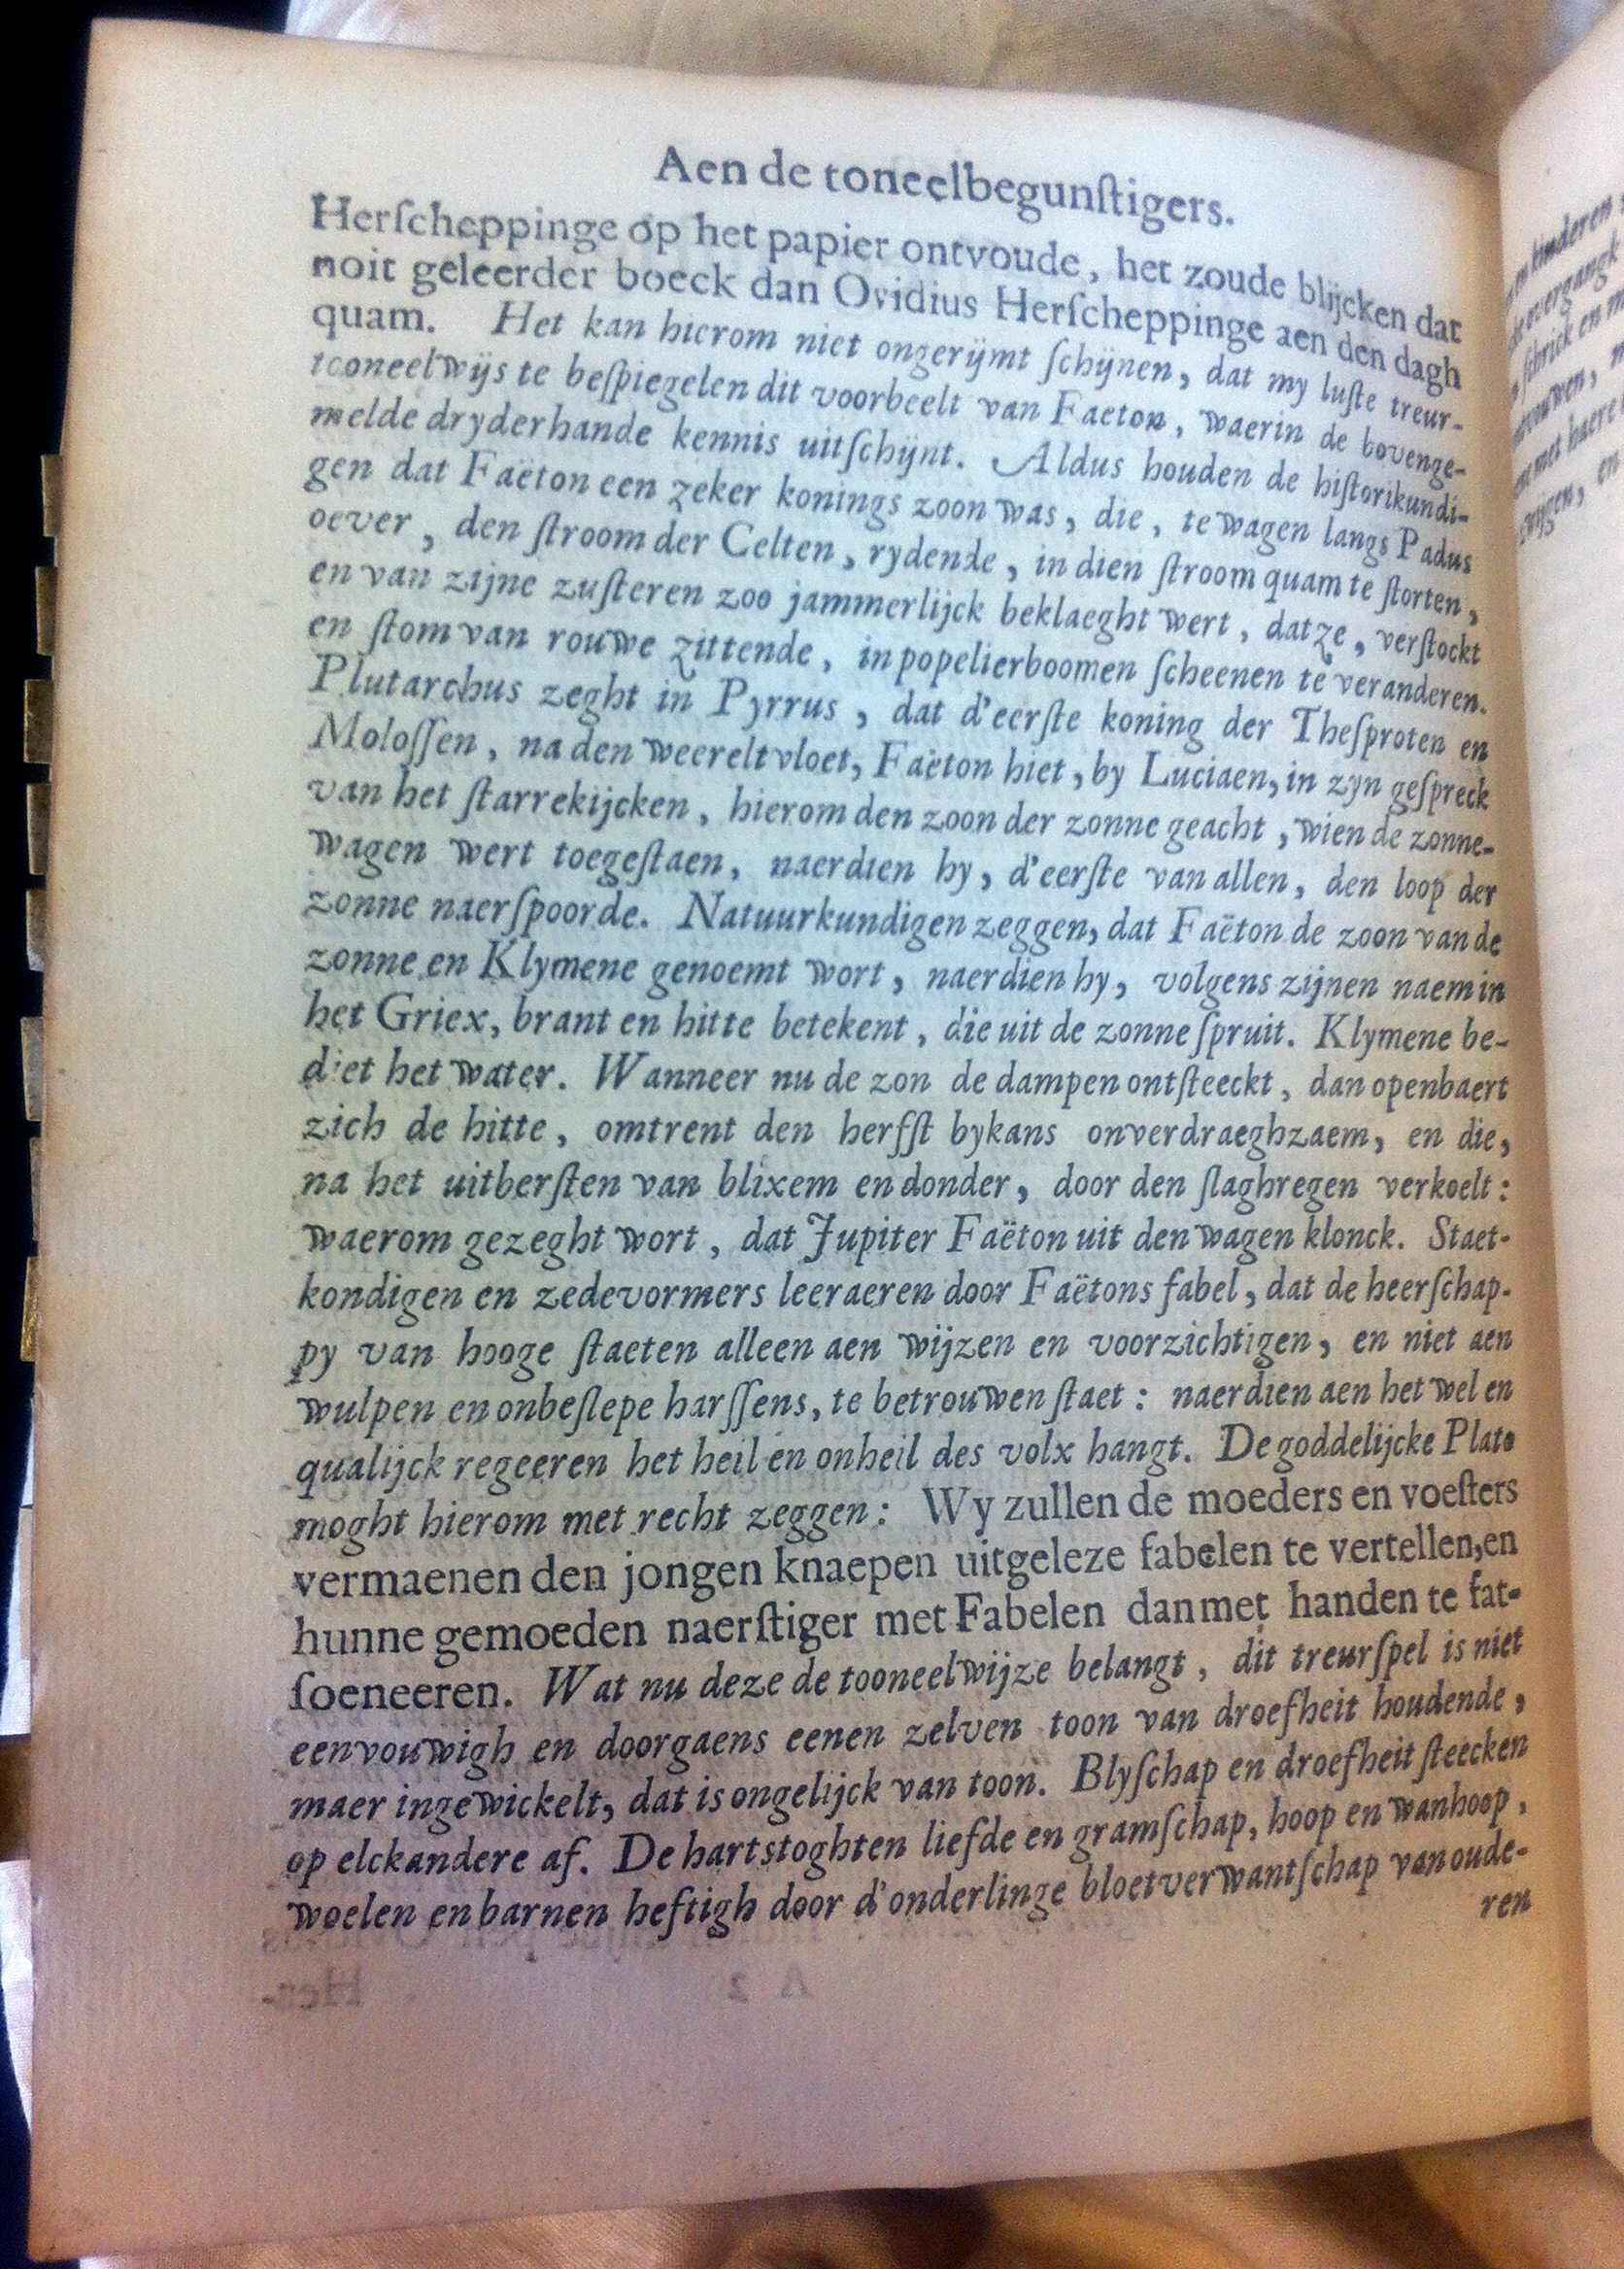 Aen de toneelbegunſtigers.
Herſcheppinge op het papier ontvoude, het zoude blijcken dat
noit geleerder boeck dan Ovidius Herſcheppinge aen den dagh
quam. Het kan hierom niet ongerijmt ſchijnen, dat my luſte treur-
tooneelwijs te beſpiegelen dit voorbeelt van Faeton, waerin de bovenge-
melde dryderhande kennis uitſchijnt. Aldus houden de hiſtorikundi-
gen dat Faëton een zeker konings zoon was, die, te wagen langs Padus
oever, den ſtroom der Celten, rydende, in dien ſtroom quam te ſtorten,
en van zijne zuſteren zoo jammerlijck beklaeght wert, datze, verſtockt
en ſtom van rouwe zittende, in popelierboomen ſcheenen te veranderen.
Plutarchus zeght in Pyrrus, dat d'eerſte koning der Theſproten en
Moloſſen, na den weereltvloet, Faëton hiet, by Luciaen, in zyn geſpreck
van het ſtarrekijcken, hierom den zoon der zonne geacht, wien de zonne-
wagen wert toegeſtaen, naerdien hy, d'eerſte van allen, den loop der
zonne naerſpoorde. Natuurkundigen zeggen, dat Faëton de zoon van de
zonne en Klymene genoemt wort, naerdien hy, volgens zijnen naem in
het Griex, brant en hitte betekent, die uit de zonne ſpruit. Klymene be-
diet het water. Wanneer nu de zon de dampen ontſteeckt, dan openbaert
zich de hitte, omtrent den herfſt bykans onverdraeghzaem, en die,
na het uitberſten van blixem en donder, door den ſlaghregen verkoelt:
waerom gezeght wort, dat Jupiter Faëton uit den wagen klonck. Staet-
kondigen en zedevormers leeraeren door Faëtons fabel, dat de heerſchap-
py van hooge ſtaeten alleen aen wijzen en voorzichtigen, en niet aen
wulpen en onbeſlepe harſſens, te betrouwen ſtaet: naerdien aen het wel en
qualijck regeeren het heil en onheil des volx hangt. De goddelijcke Plato
moght hierom met recht zeggen: Wy zullen de moeders en voeſters
vermaenen den jongen knaepen uitgeleze fabelen te vertellen, en
hunne gemoeden naerſtiger met Fabelen dan met handen te fat-
ſoeneeren. Wat nu deze de tooneelwijze belangt, dit treurſpel is niet
eenvouwigh en doorgaens eenen zelven toon van droefheit houdende,
maer ingewickelt, dat is ongelijck van toon. Blyſchap en droefheit ſteecken
op elckandere af. De hartstoghten liefde en gramſchap, hoop en wanhoop,
woelen en barnen heftigh door d'onderlinge bloetverwantſchap van oude-
ren